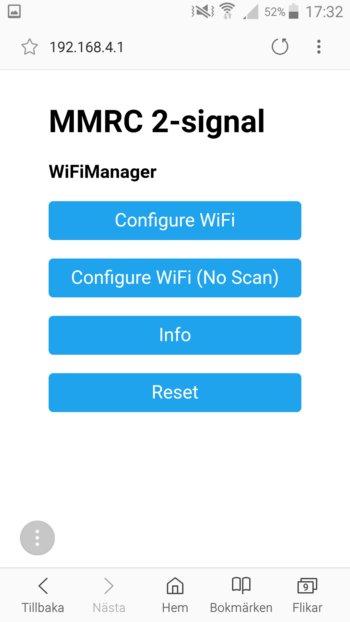 52% 17:32
192.168.4.1
MMRC 2-signal
WiFiManager
Configure WiFi
Configure WiFi (No Scan)
Info
Reset
9
Tillbaka Nästa Hem Bokmärken Flikar